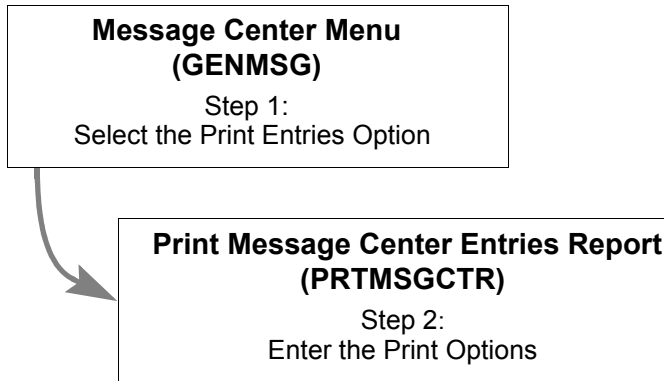 Message Center Menu
(GENMSG)
Step 1:
Select the Print Entries Option
Print Message Center Entries Report
(PRTMSGCTR)
Step 2:
Enter the Print Options